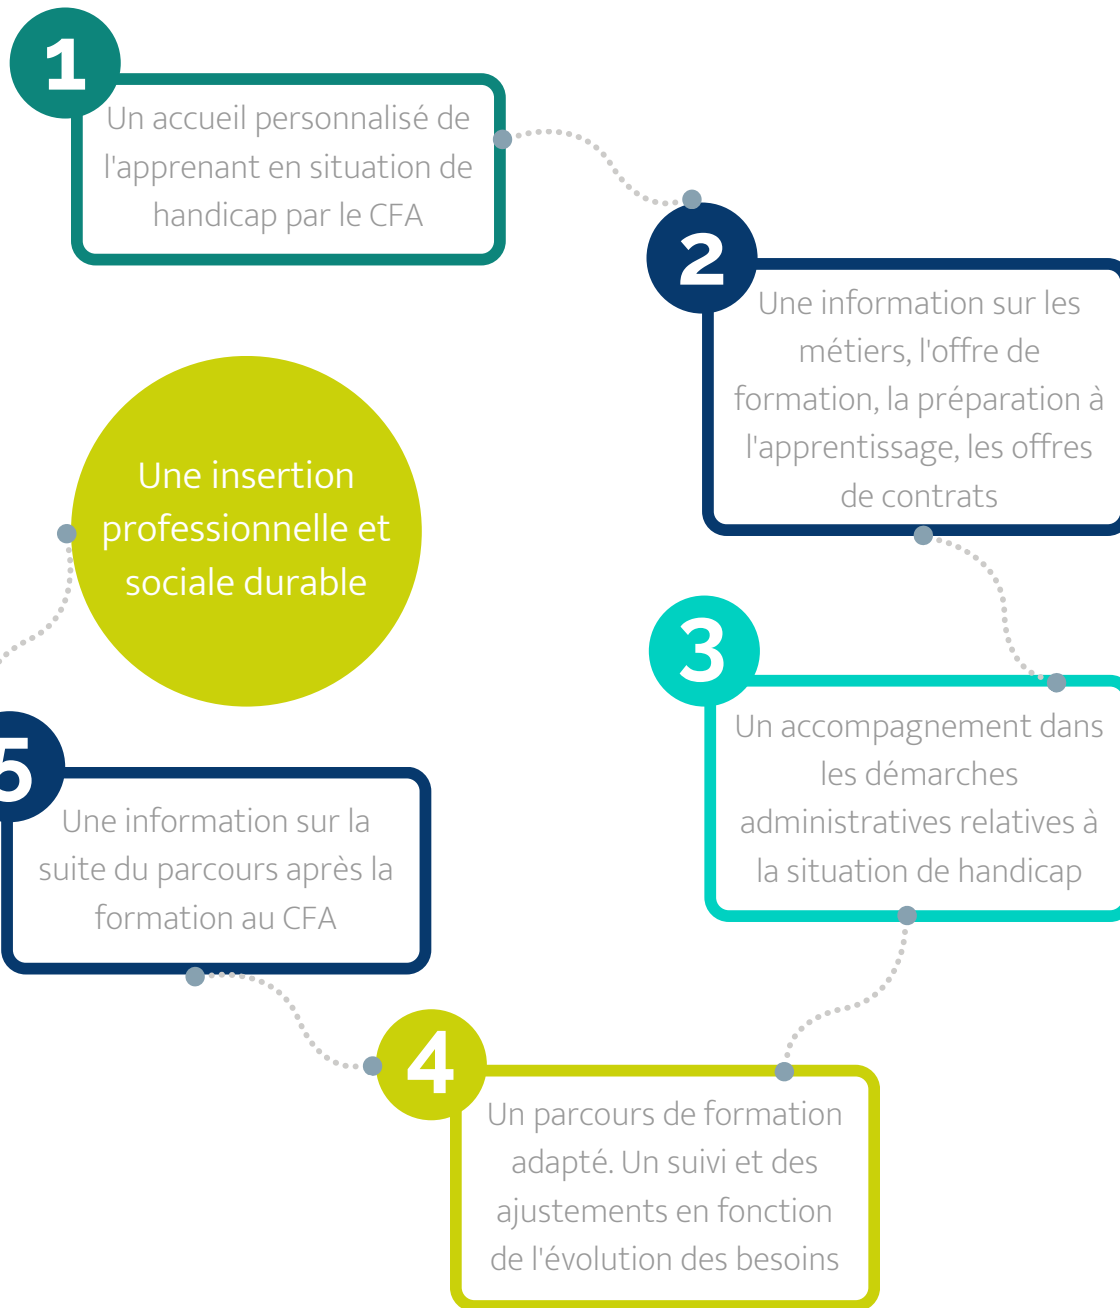 1
Un accueil personnalisé de
l'apprenant en situation de
handicap par le CFA
2
Une information sur les
métiers, l'offre de
formation, la préparation à
l'apprentissage, les offres
de contrats
3
Un accompagnement dans
les démarches
administratives relatives à
la situation de handicap
4
Un parcours de formation
adapté. Un suivi et des
ajustements en fonction
de l'évolution des besoins
5
Une information sur la
suite du parcours après la
formation au CFA
Une insertion
professionnelle et
sociale durable